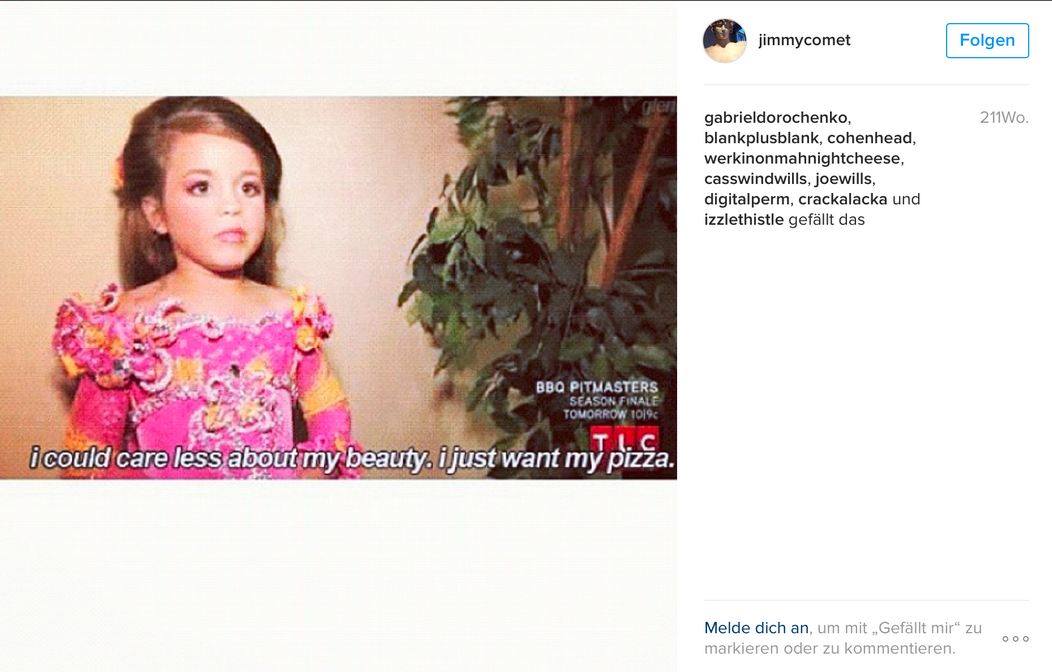 jimmycomet
Folgen
gabrieldorochenko,
211Wo.
blankplusblank, cohenhead,
werkinonmahnightcheese,
casswindwills, joewills,
digitalperm, crackalacka und
izzlethistle gefällt das
glen
BBQ PITMASTERS
SEASON FINALE
TOMORROW 10|9c
TLC
i could care less about my beauty. i just want my pizza.
Melde dich an, um mit „Gefällt mir“ zu
markieren oder zu kommentieren.